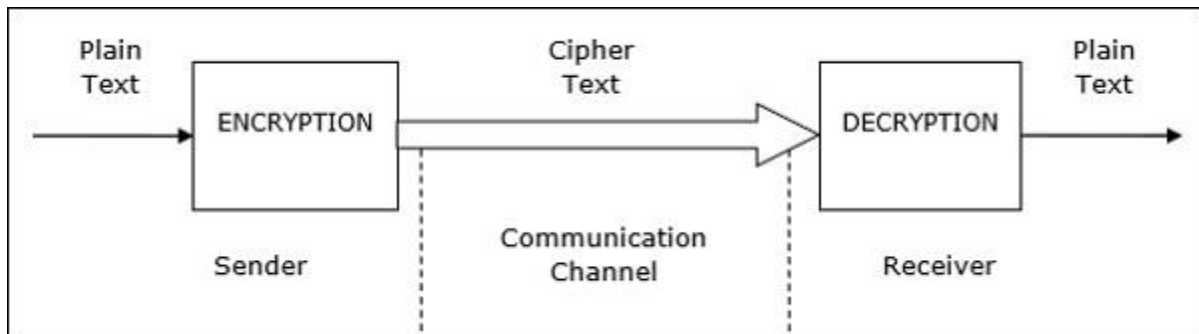 Plain
Text
ENCRYPTION
Cipher
Text
DECRYPTION
Plain
Text
Sender
Communication
Channel
Receiver